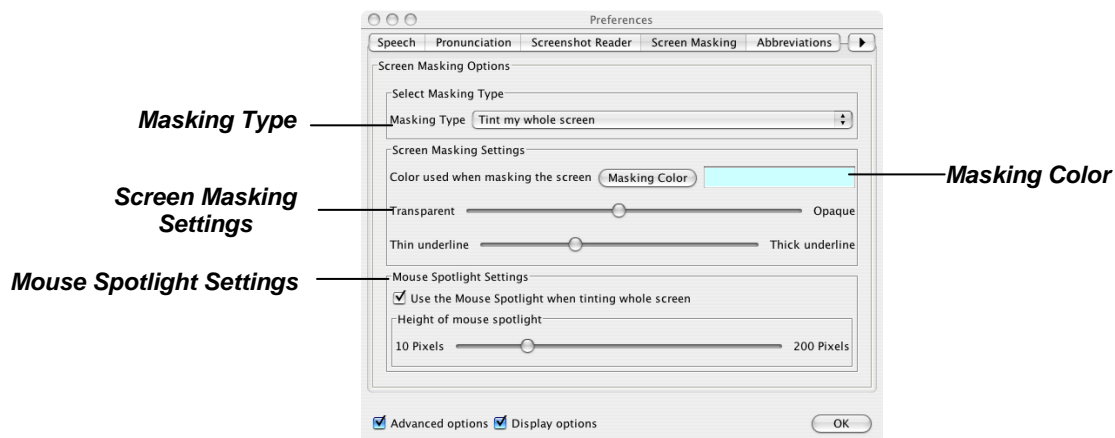 Preferences
Speech Pronunciation Screenshot Reader Screen Masking Abbreviations
Screen Masking Options
Select Masking Type
Masking Type
Masking Type Tint my whole screen
Screen Masking Settings
Color used when masking the screen Masking Color
Masking Color
Screen Masking
Settings
Transparent Opaque
Thin underline Thick underline
Mouse Spotlight Settings
Mouse Spotlight Settings
Use the Mouse Spotlight when tinting whole screen
Height of mouse spotlight
10 Pixels 200 Pixels
Advanced options Display options OK